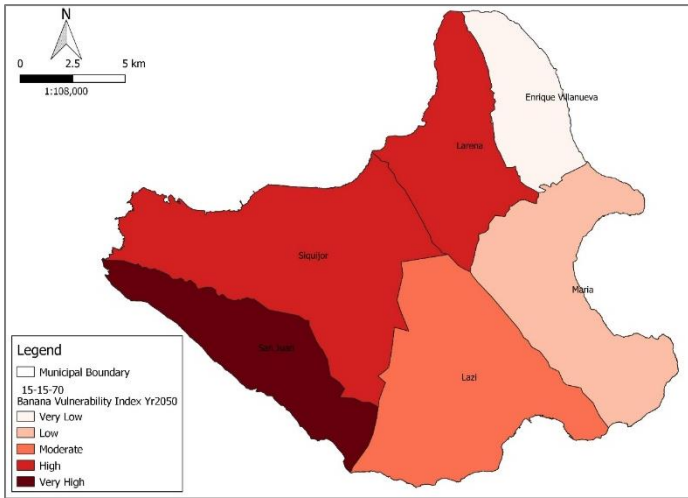 N
0 2.5 5 km
1:108,000
Enrique Villanueva
Larena
Siquijor
Maria
San Juan
Lazi
Legend
Municipal Boundary
15-15-70
Banana Vulnerability Index Yr2050
Very Low
Low
Moderate
High
Very High